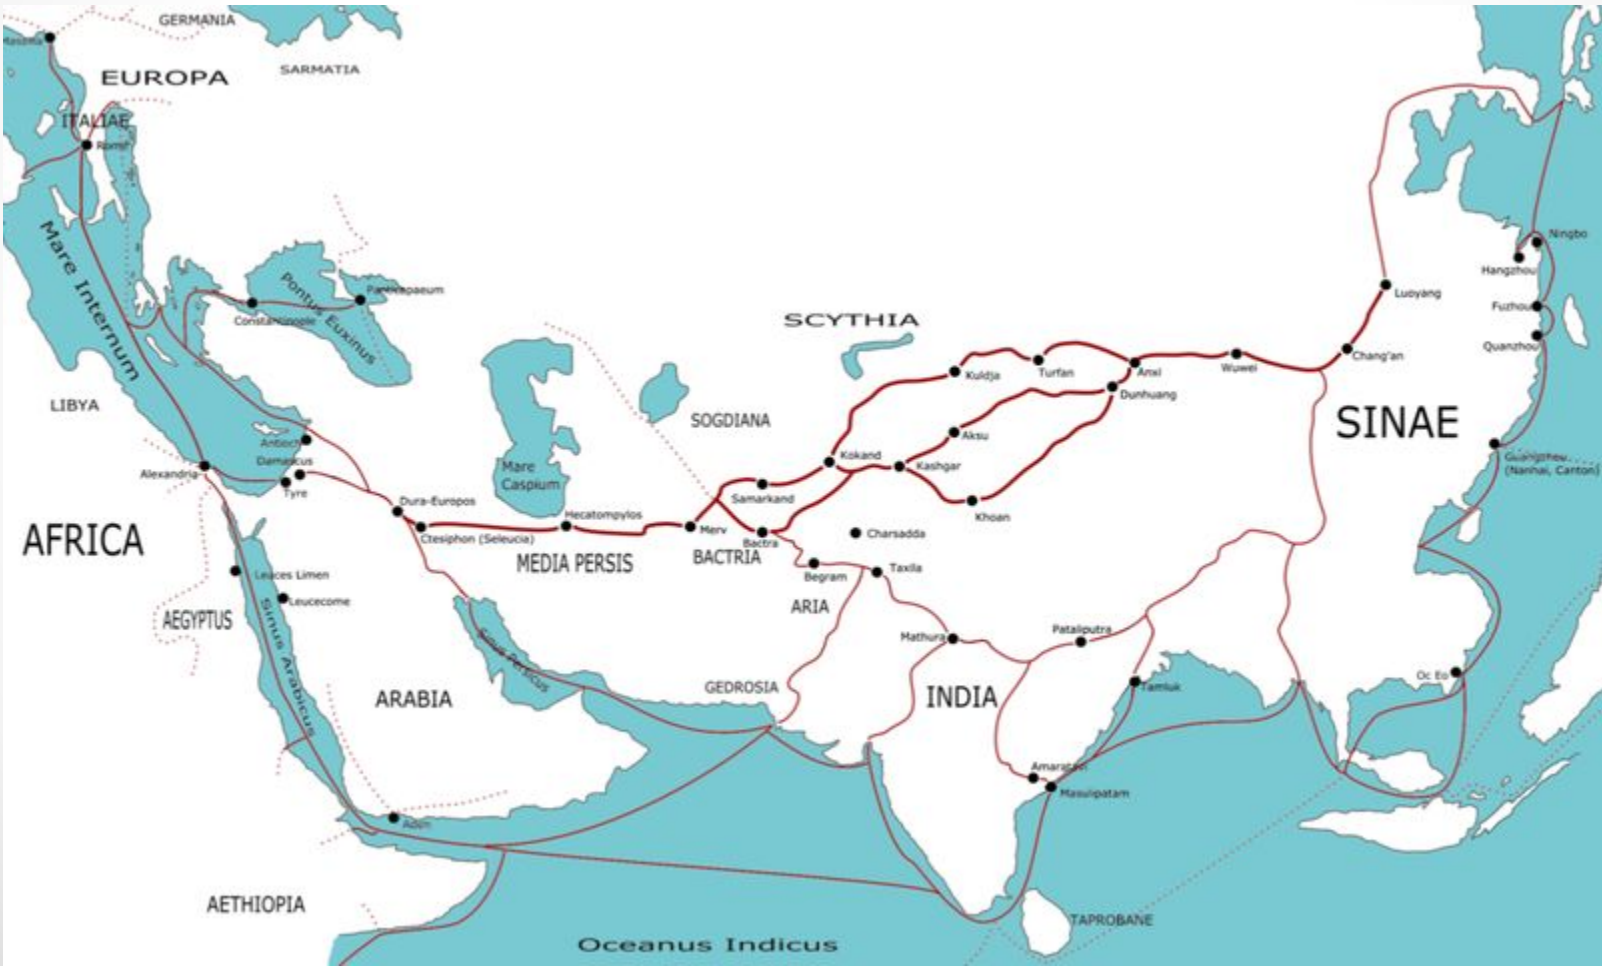 GERMANIA
SARMATIA
EUROPA
ITALIAE
Rome
Mare Internum
Pontus Euxinus
Panticapaeum
Constantinople
LIBYA
SCYTHIA
Antioch
Damascus
Tyre
Alexandria
AFRICA
AEGYPTUS
Leuces Limen
Leucecome
Sinus Arabicus
Dura-Europos
Ctesiphon (Seleucia)
Hecatompylos
Mare
Caspium
MEDIA PERSIS
SOGDIANA
Merv
Samarkand
Bactra
BACTRIA
Kokand
Kashgar
Kuldja
Turfan
Aksu
Khoan
Anxi
Dunhuang
Wuwei
Chang'an
Luoyang
SINAE
Ningbo
Hangzhou
Fuzhou
Quanzhou
Guangzhou
(Nanhai, Canton)
Charsadda
Begram
Taxila
ARIA
Mathura
Pataliputra
GEDROSIA
INDIA
Tamluk
Oc Eo
Sinus Persicus
ARABIA
Amaravati
Masulipatam
Aden
AETHIOPIA
TAPROBANE
Oceanus Indicus